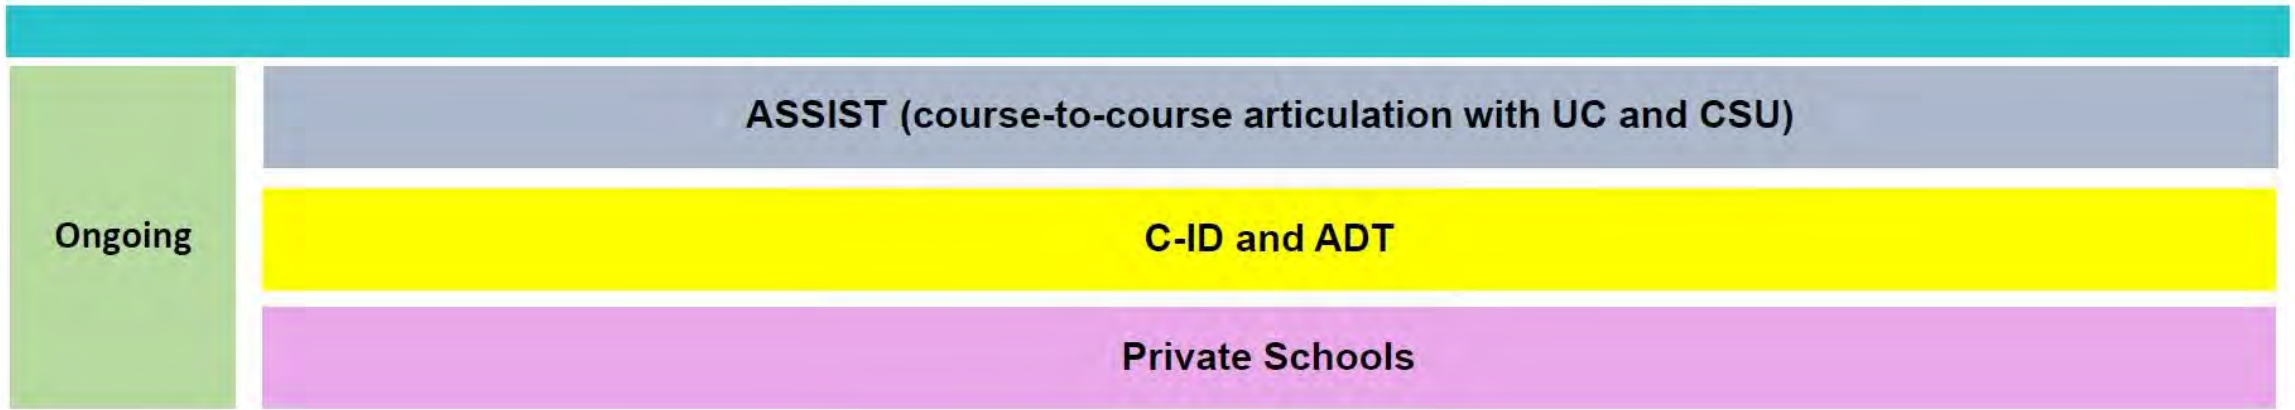 ASSIST (course-to-course articulation with UC and CSU)
Ongoing
C-ID and ADT
Private Schools